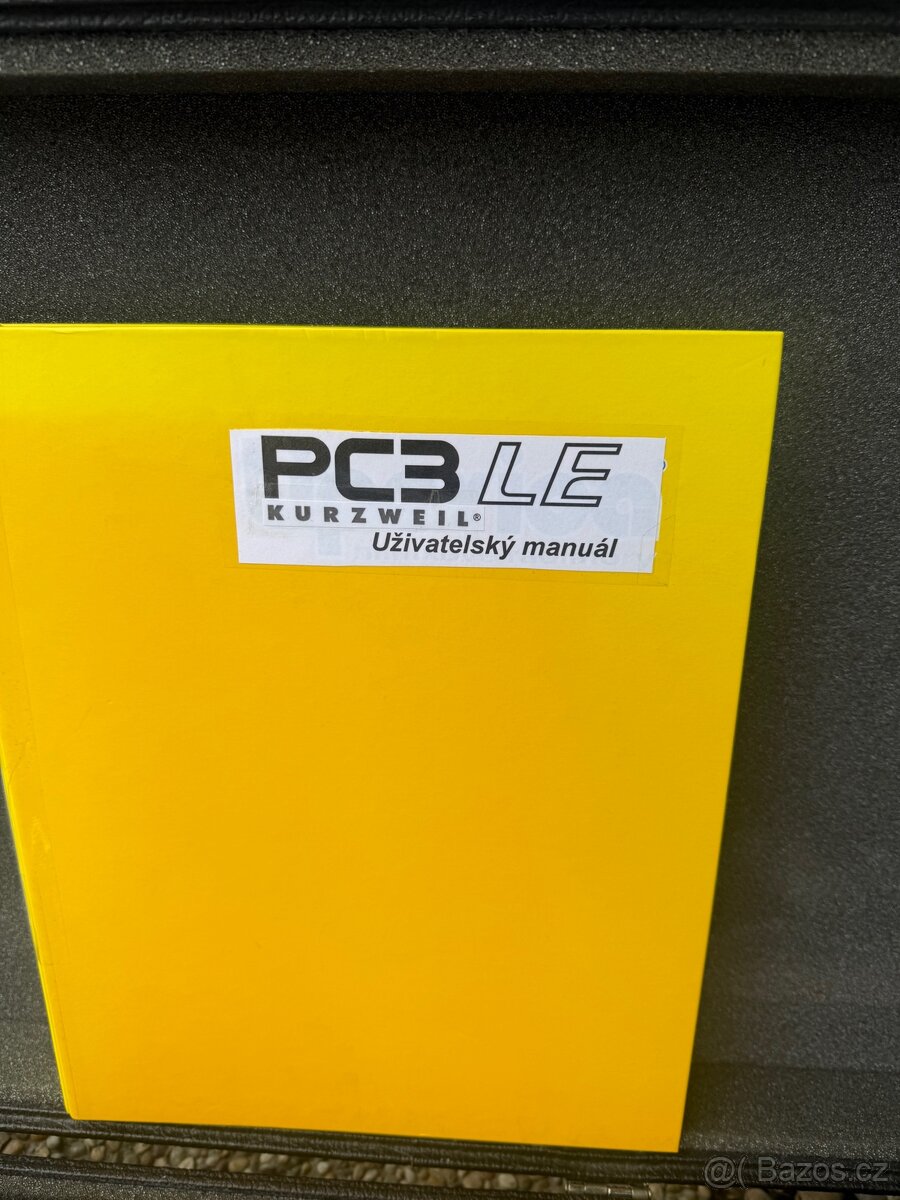 PC3 LE
KURZWEIL®
Uživatelský manuál
@( Bazos.cz